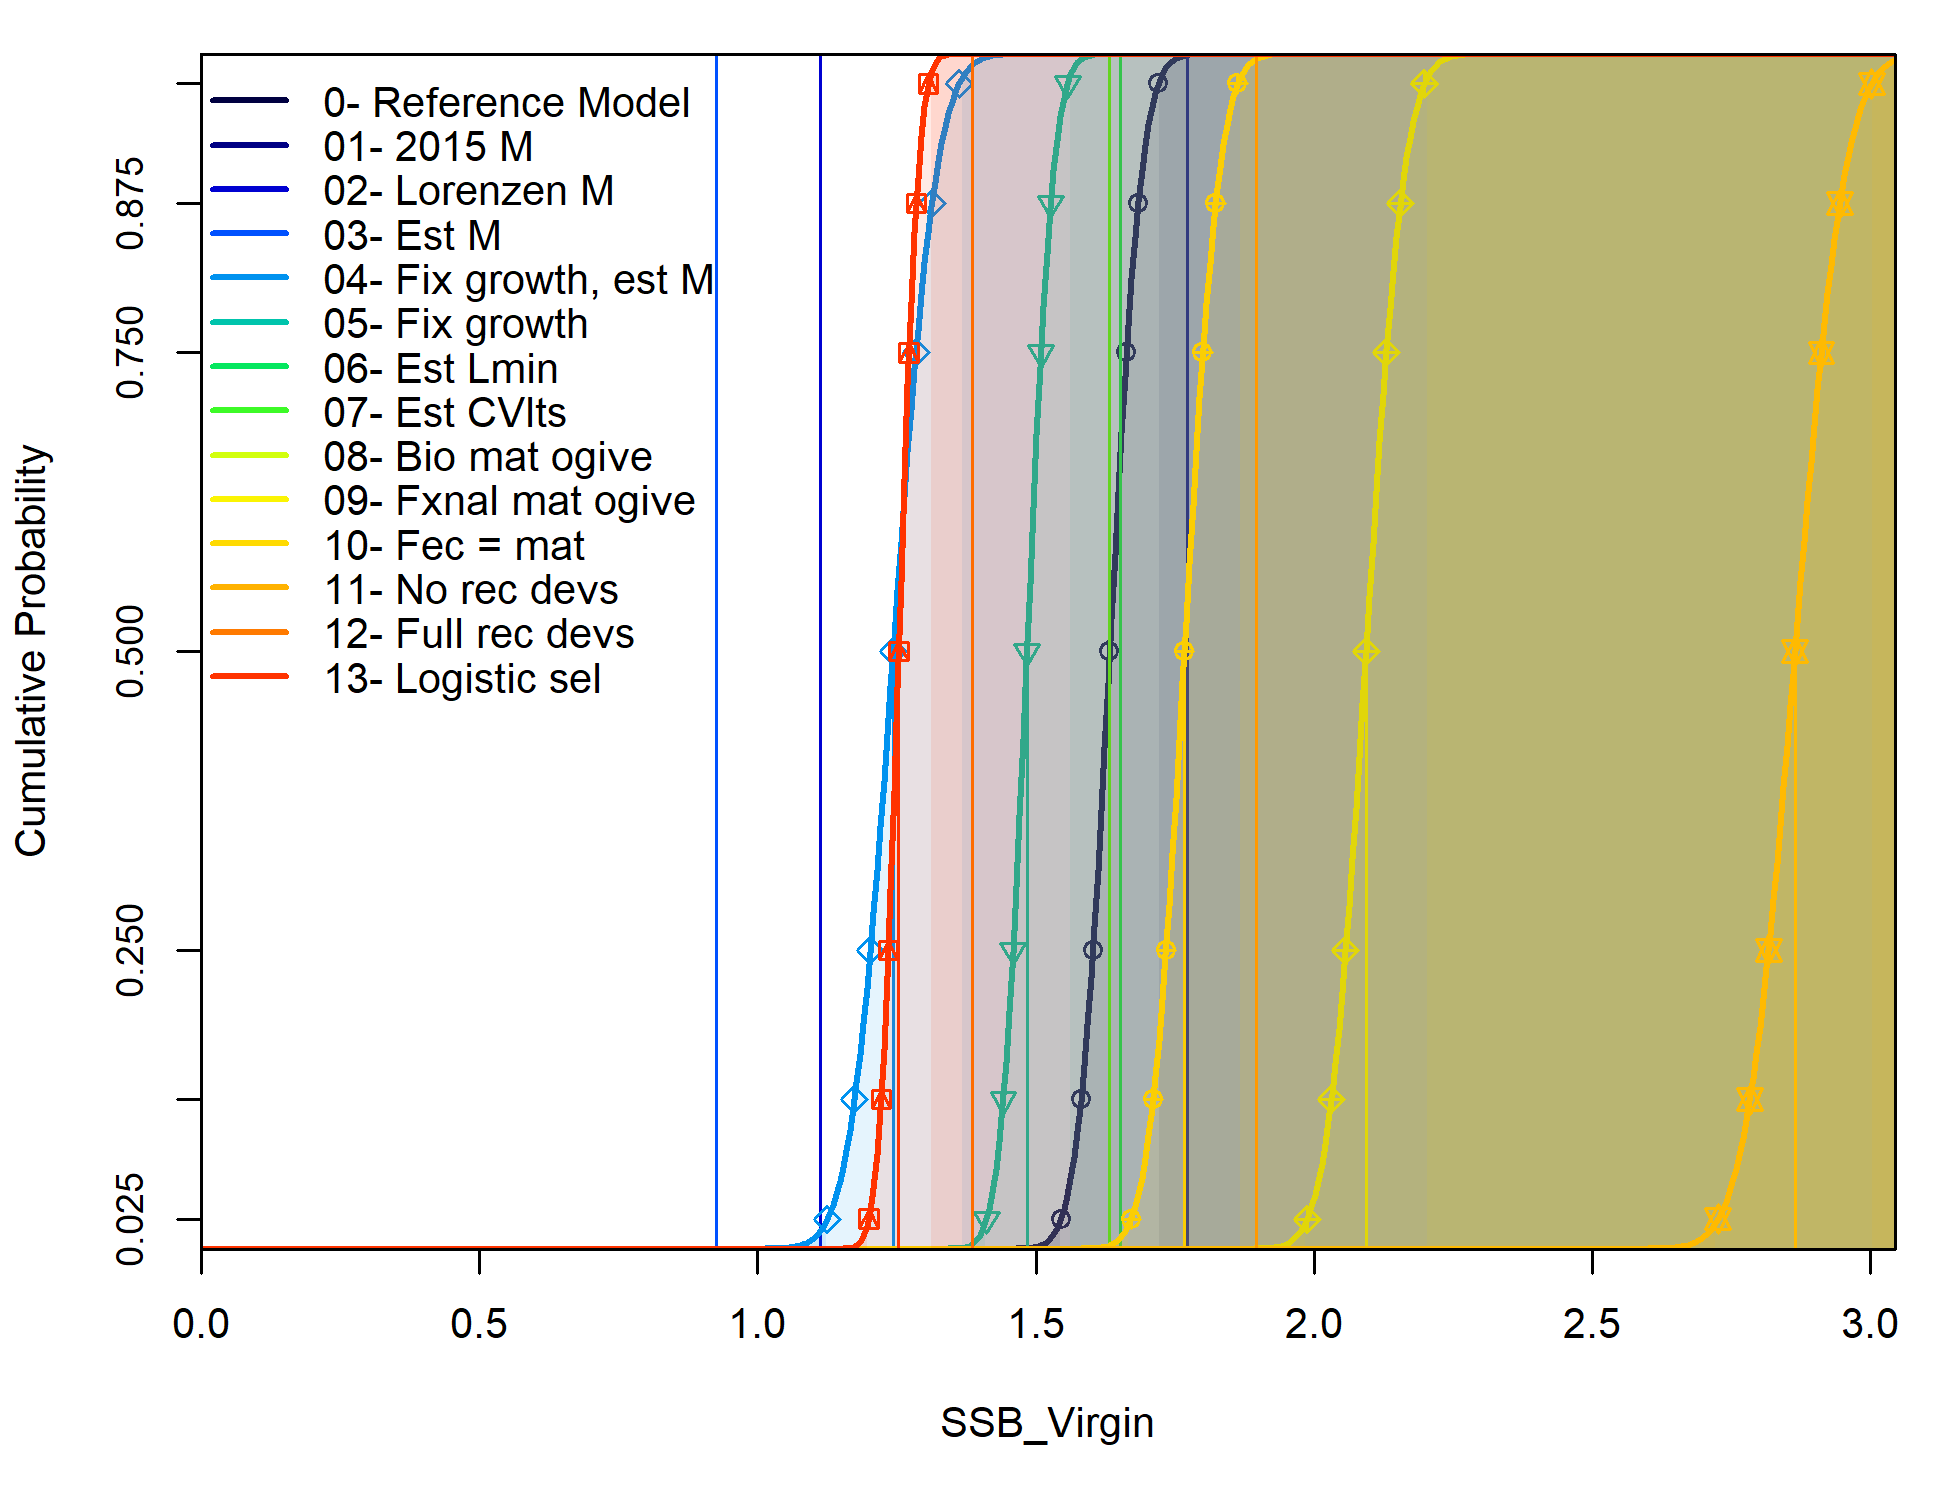 0- Reference Model
01- 2015 M
02- Lorenzen M
03- Est M
04- Fix growth, est M
05- Fix growth
06- Est Lmin
07- Est CVlts
08- Bio mat ogive
09- Fxnal mat ogive
10- Fec = mat
11- No rec devs
12- Full rec devs
13- Logistic sel
Cumulative Probability
0.875
0.750
0.500
0.250
0.025
0.0 0.5 1.0 1.5 2.0 2.5 3.0
SSB_Virgin